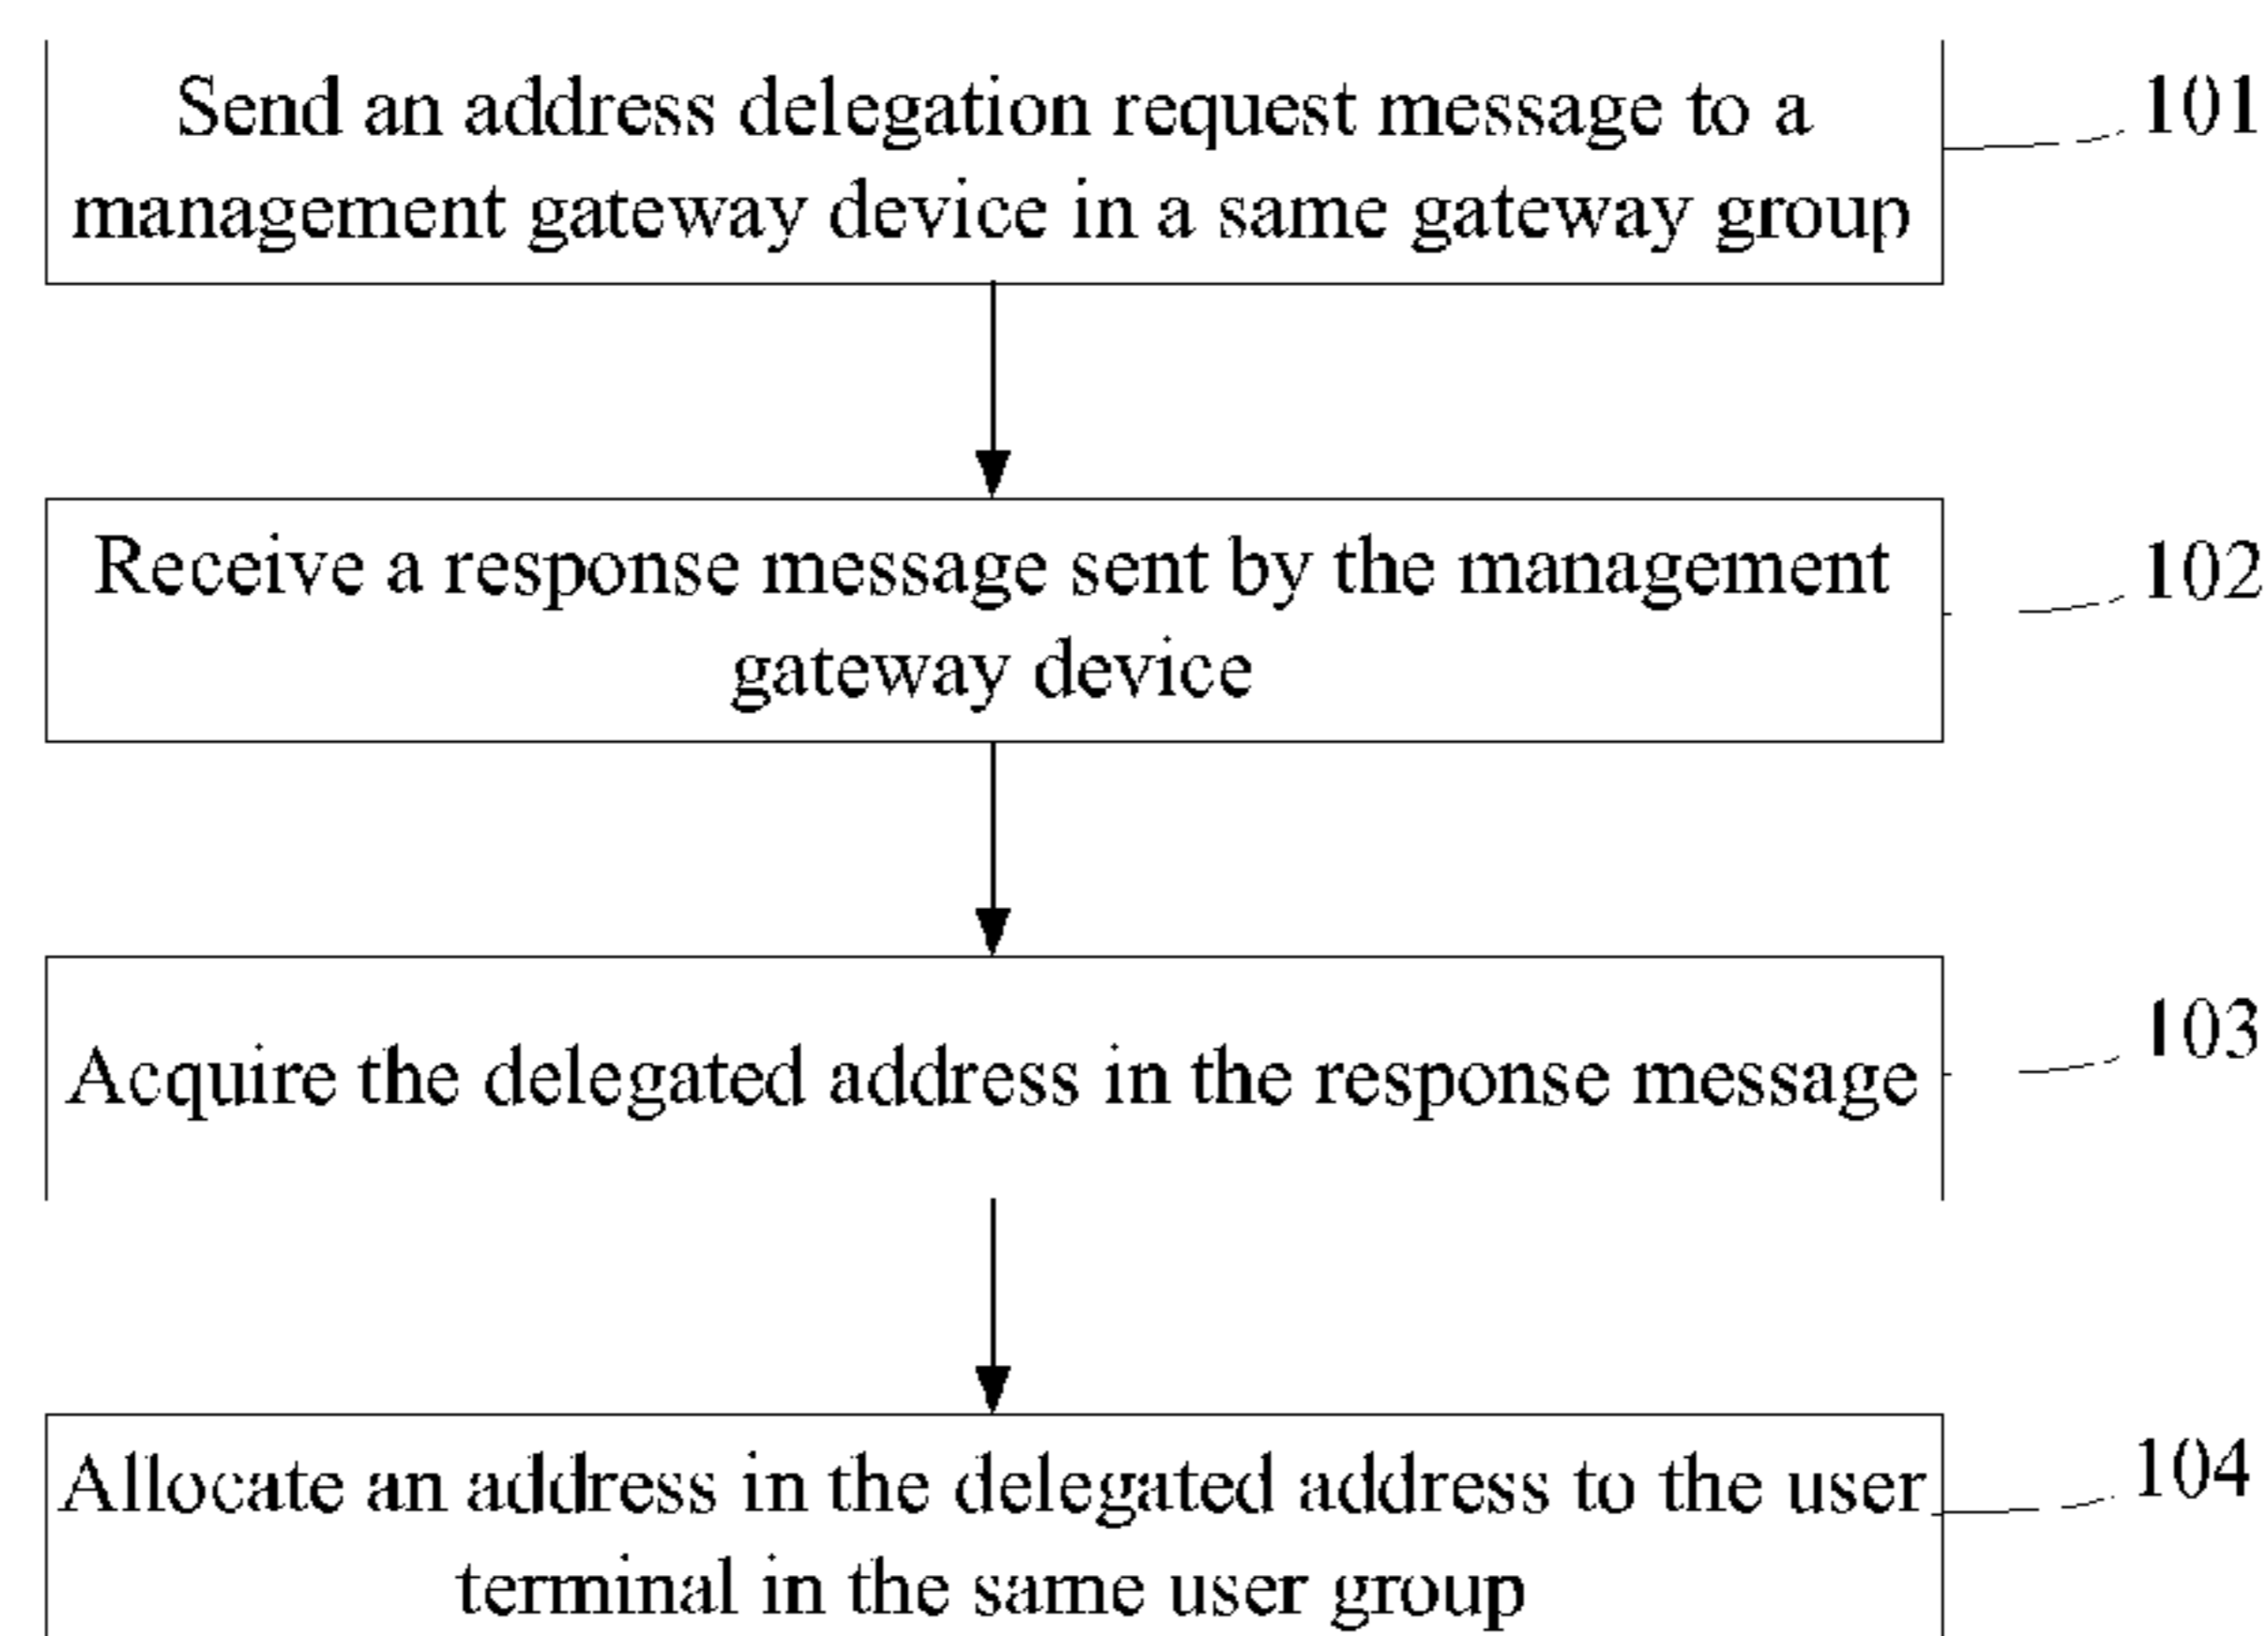 Send an address delegation request message to a
management gateway device in a same gateway group
101
Receive a response message sent by the management
gateway device
102
Acquire the delegated address in the response message
103
Allocate an address in the delegated address to the user
terminal in the same user group
104